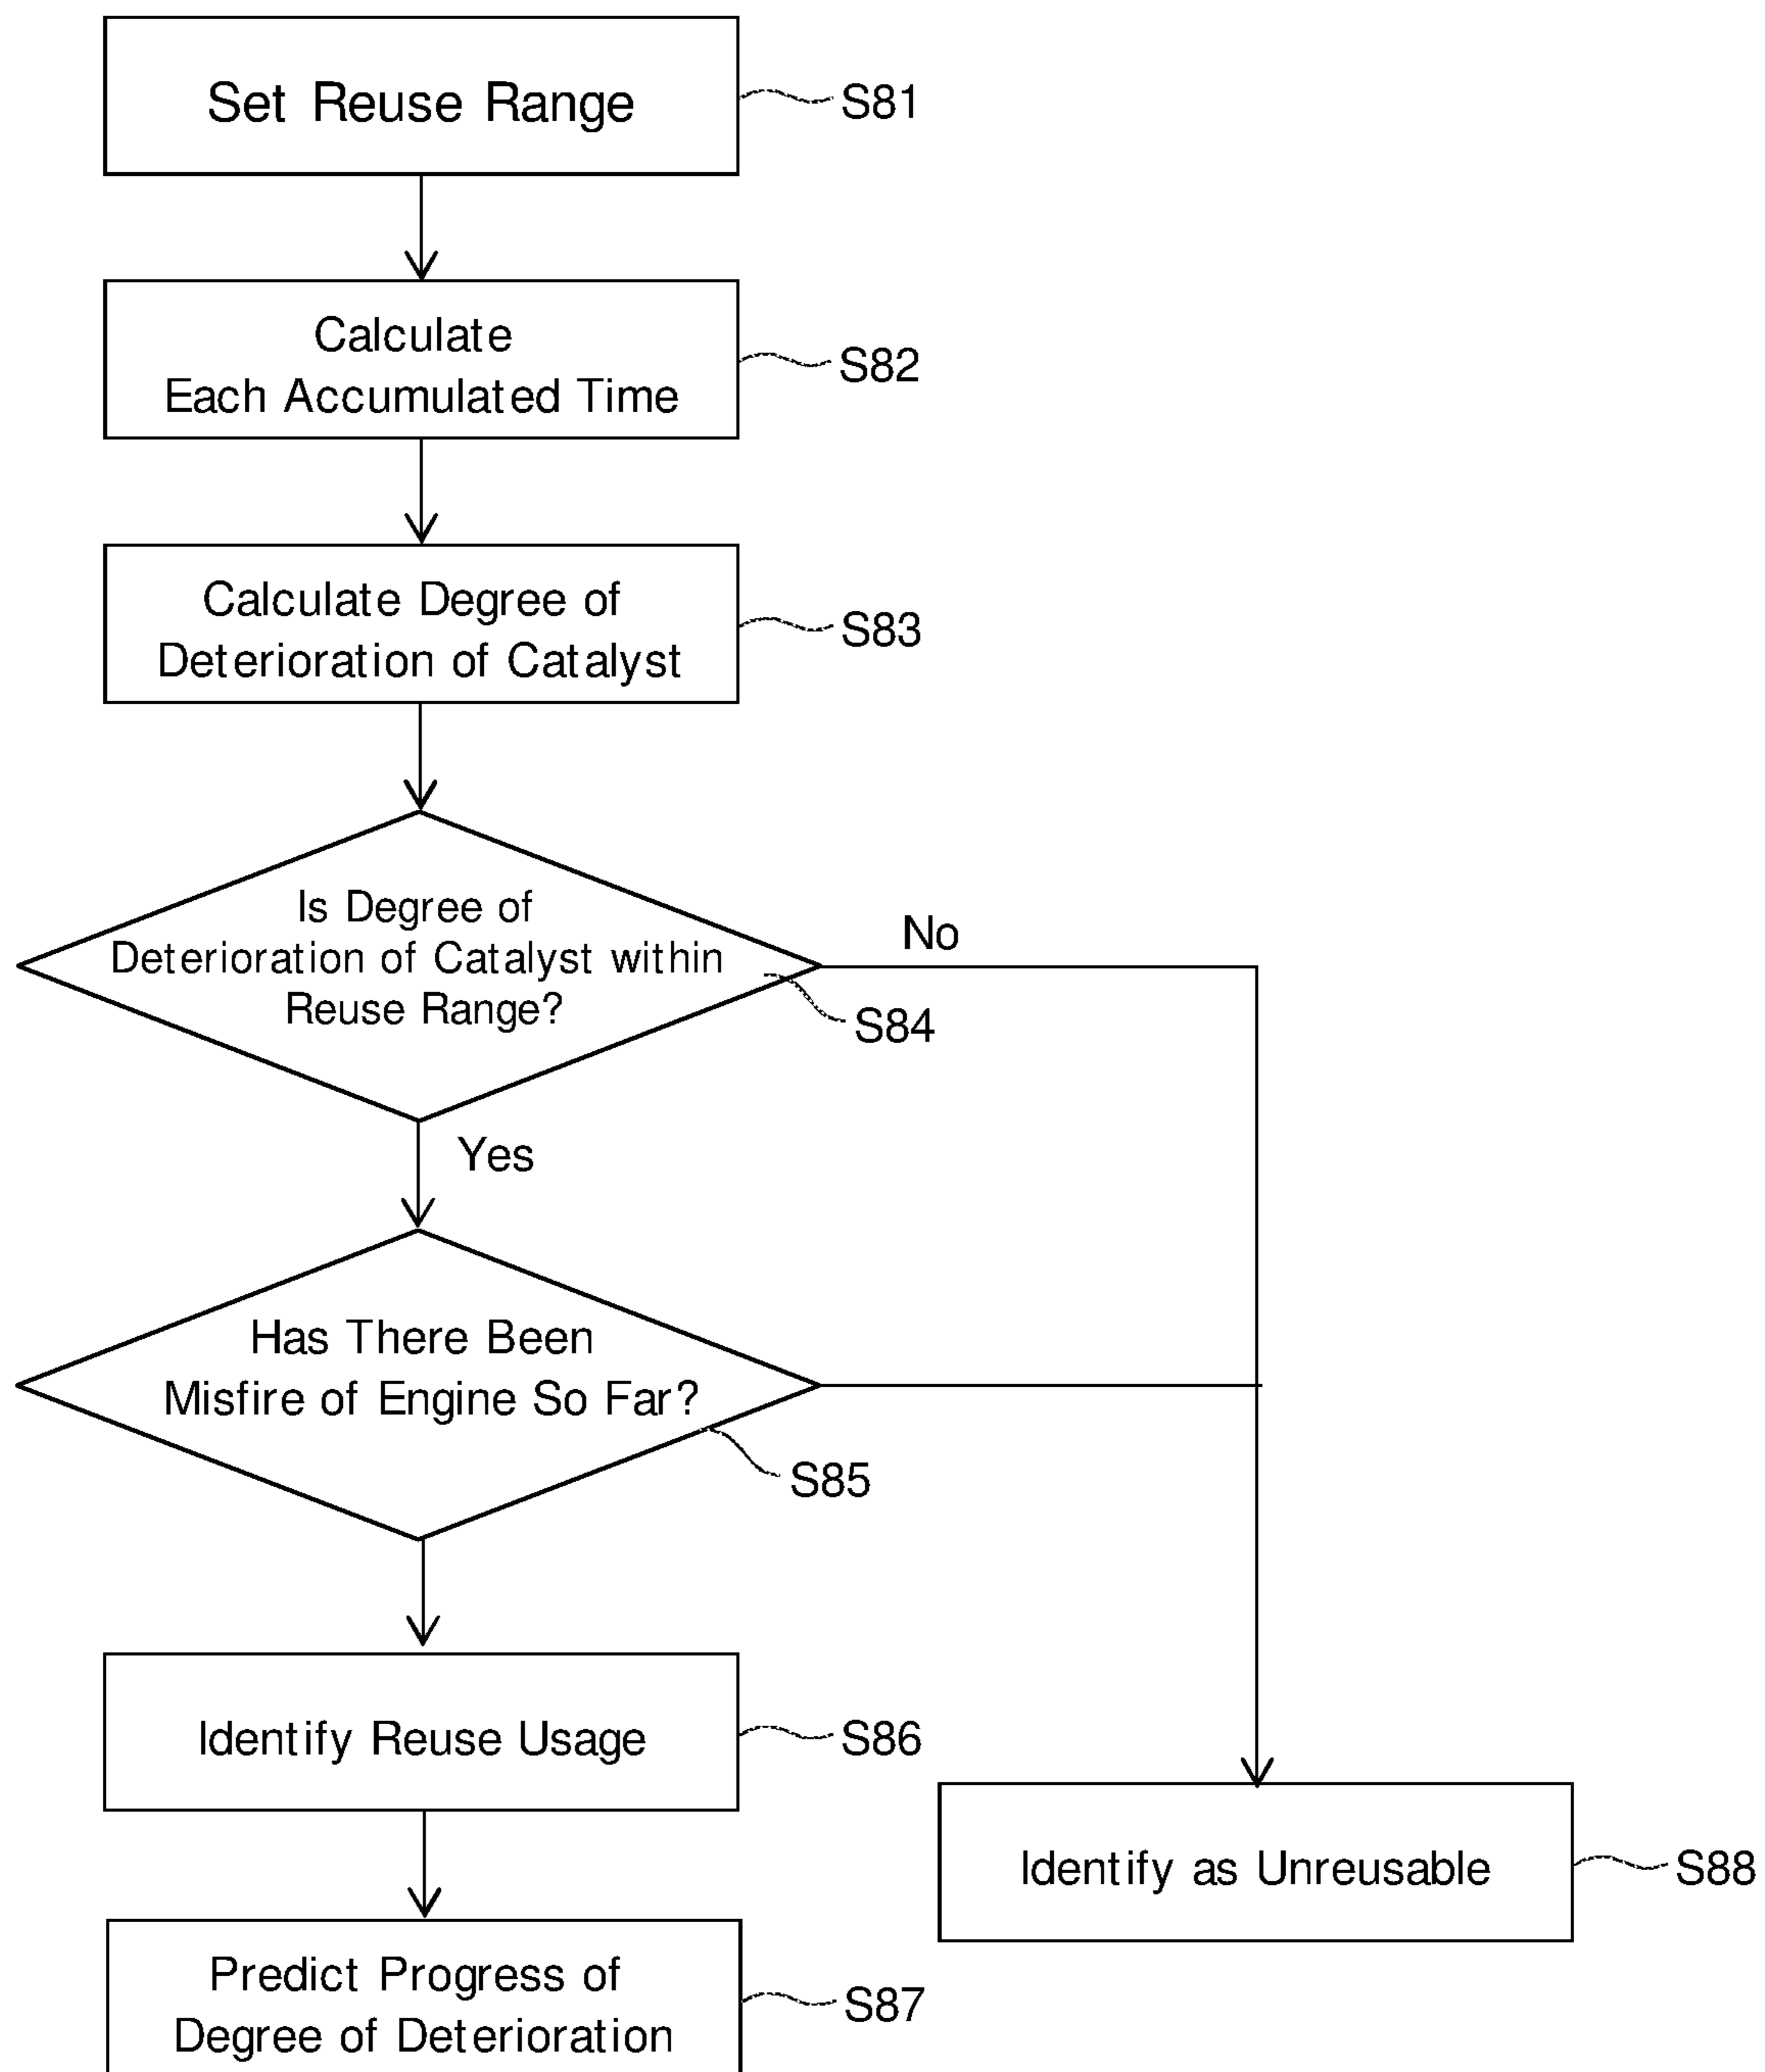 Set Reuse Range
S81
Calculate
Each Accumulated Time
S82
Calculate Degree of
Deterioration of Catalyst
S83
Is Degree of
Deterioration of Catalyst within
Reuse Range?
No
S84
Yes
Has There Been
Misfire of Engine So Far?
S85
Identify Reuse Usage
S86
Identify as Unreusable
S88
Predict Progress of
Degree of Deterioration
S87